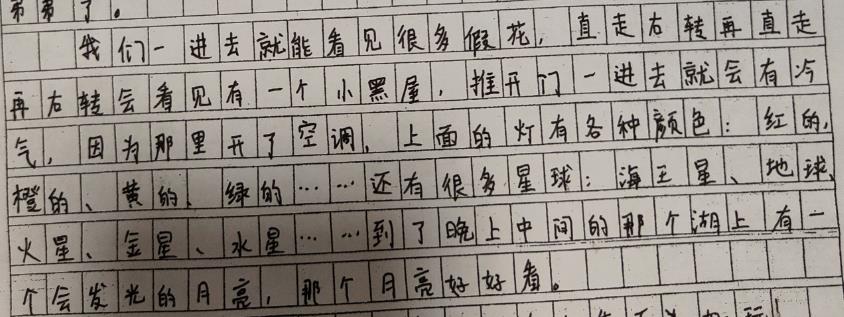 弟弟了。
我们一进去就能看见很多假花，直走右转再直走
再右转会看见有一个小黑屋，推开门一进去就会有冷
气，因为那里开了空调，上面的灯有各种颜色：红的，
橙的、黄的、绿的……还有很多星球：海王星、地球、
火星、金星、水星……到了晚上中间的那个湖上有一
个会发光的月亮，那个月亮好好看。